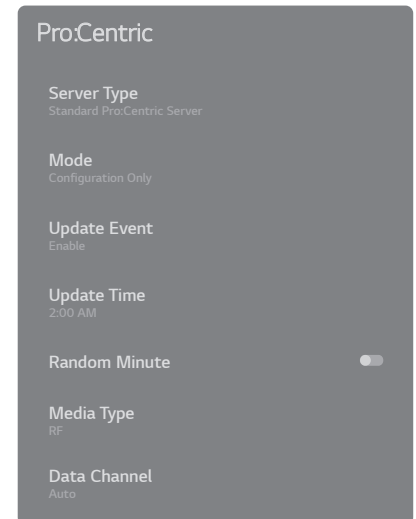 Pro:Centric
Server Type
Standard Pro:Centric Server
Mode
Configuration Only
Update Event
Enable
Update Time
2:00 AM
Random Minute
Media Type
RF
Data Channel
Auto